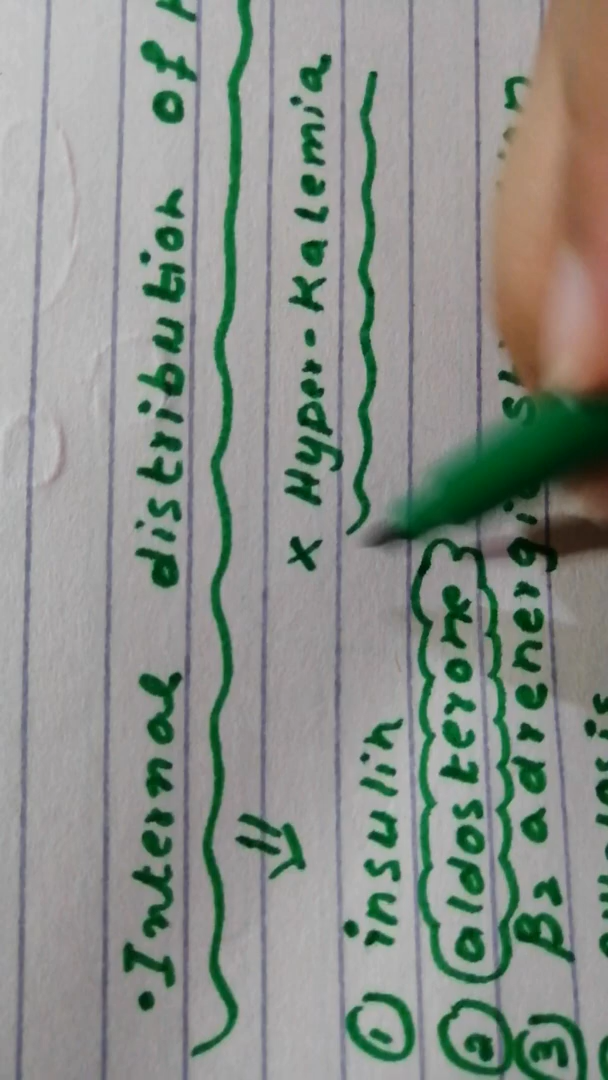 • Internal distribution of
x Hyper-Kalemia
① insulin
② aldosterone
③ β2 adrenergic